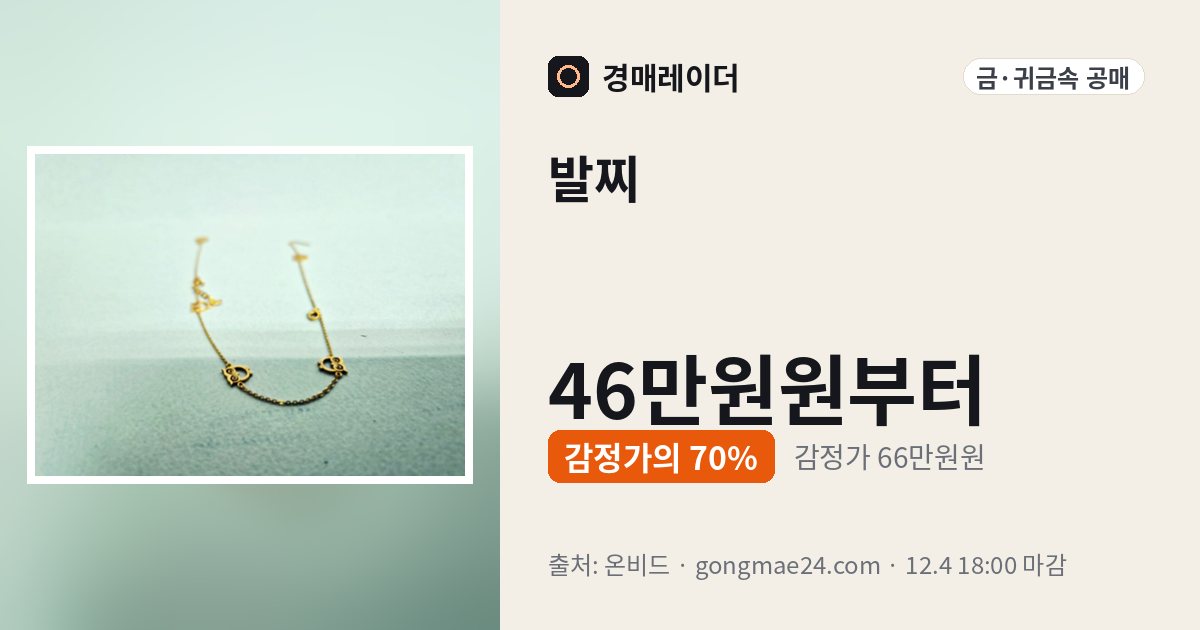 경매레이더
금·귀금속 공매
발찌
46만원원부터
감정가의 70%
감정가 66만원원
출처: 온비드 · gongmae24.com · 12.4 18:00 마감